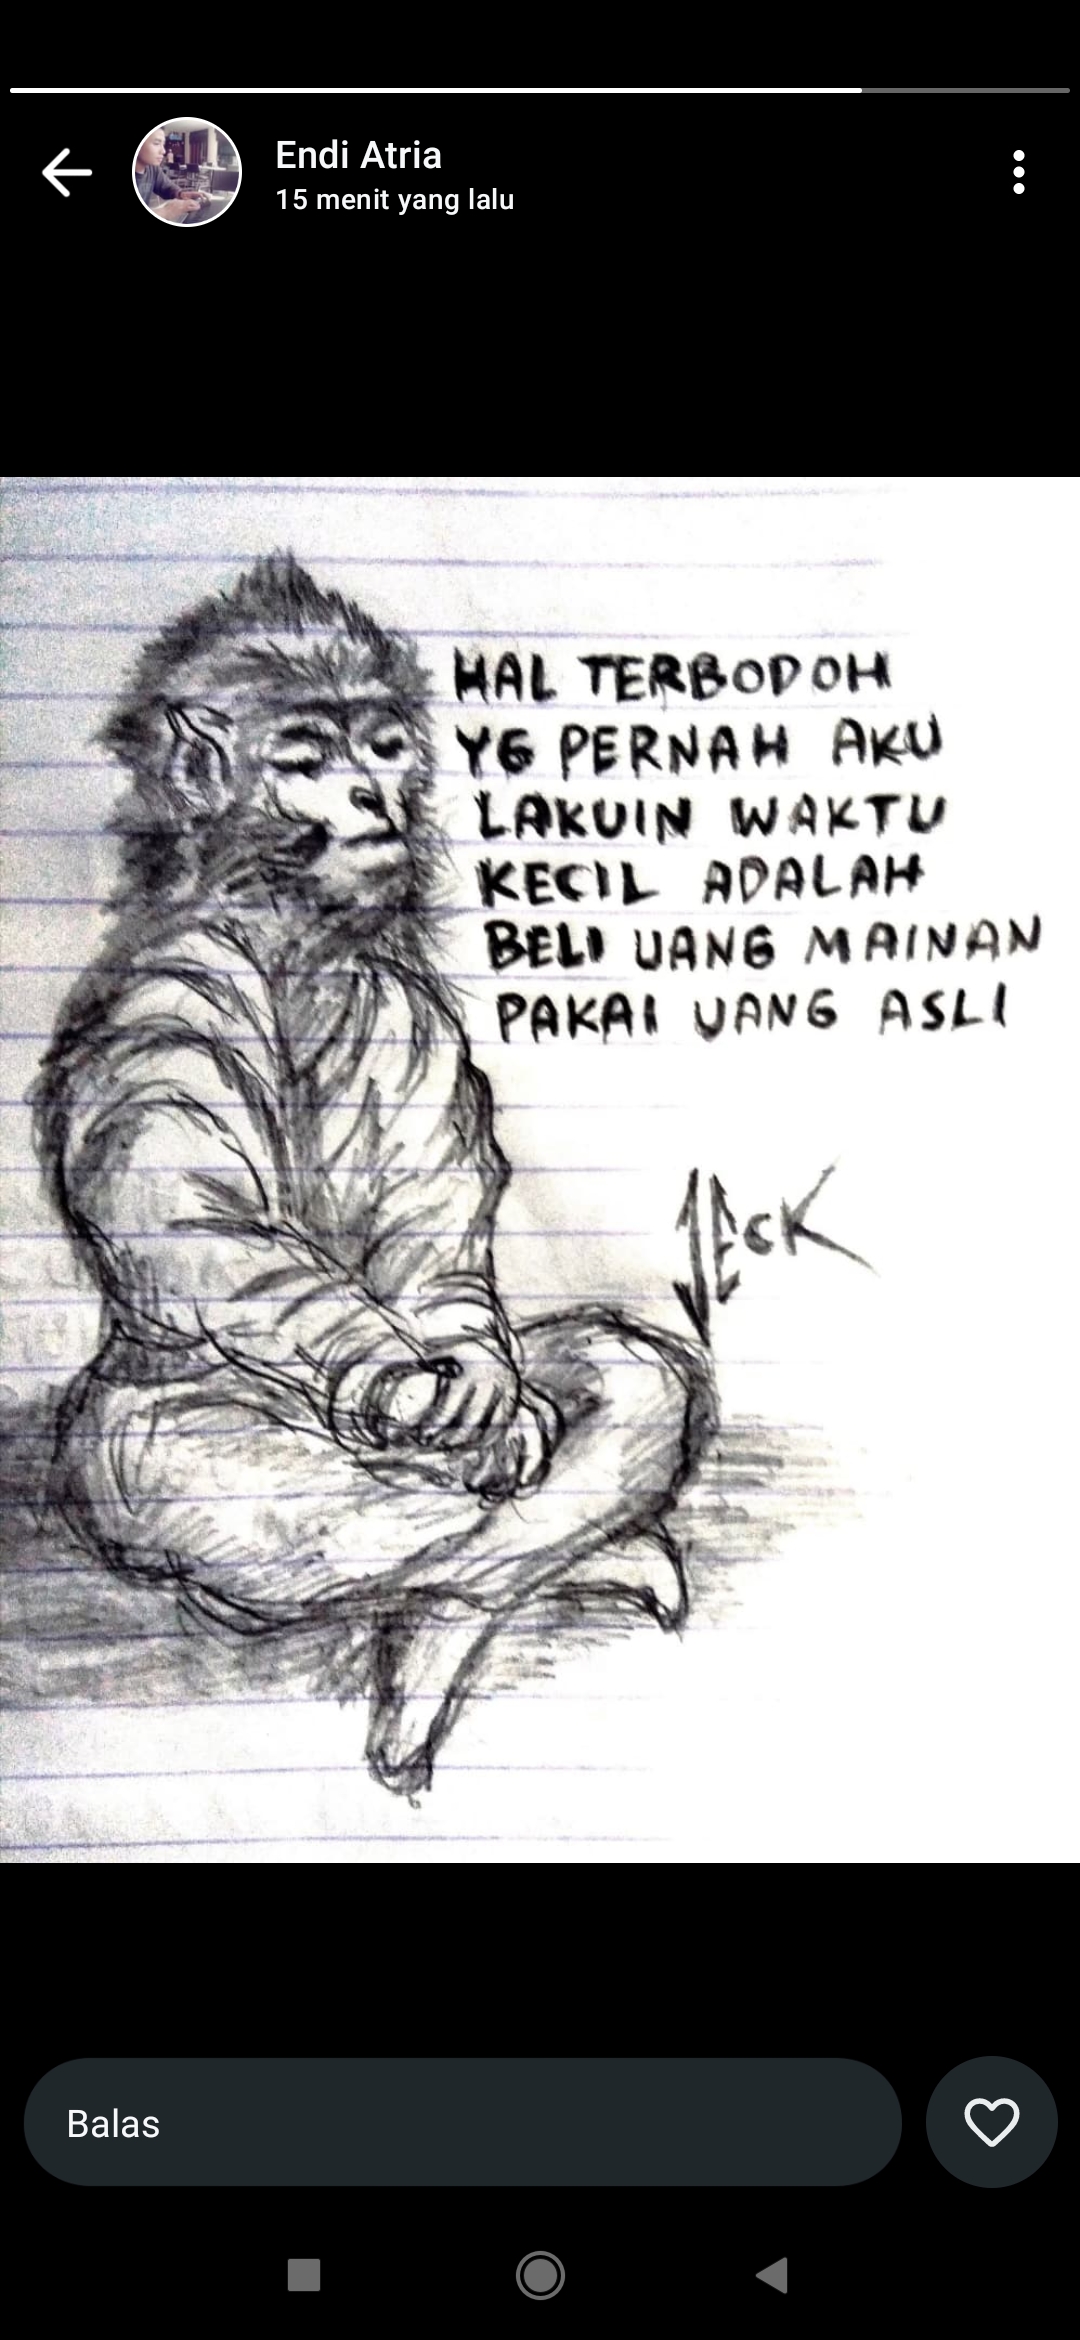 Endi Atria
15 menit yang lalu
HAL TERBODOH
YG PERNAH AKU
LAKUIN WAKTU
KECIL ADALAH
BELI UANG MAINAN
PAKAI UANG ASLI
JECK
Balas